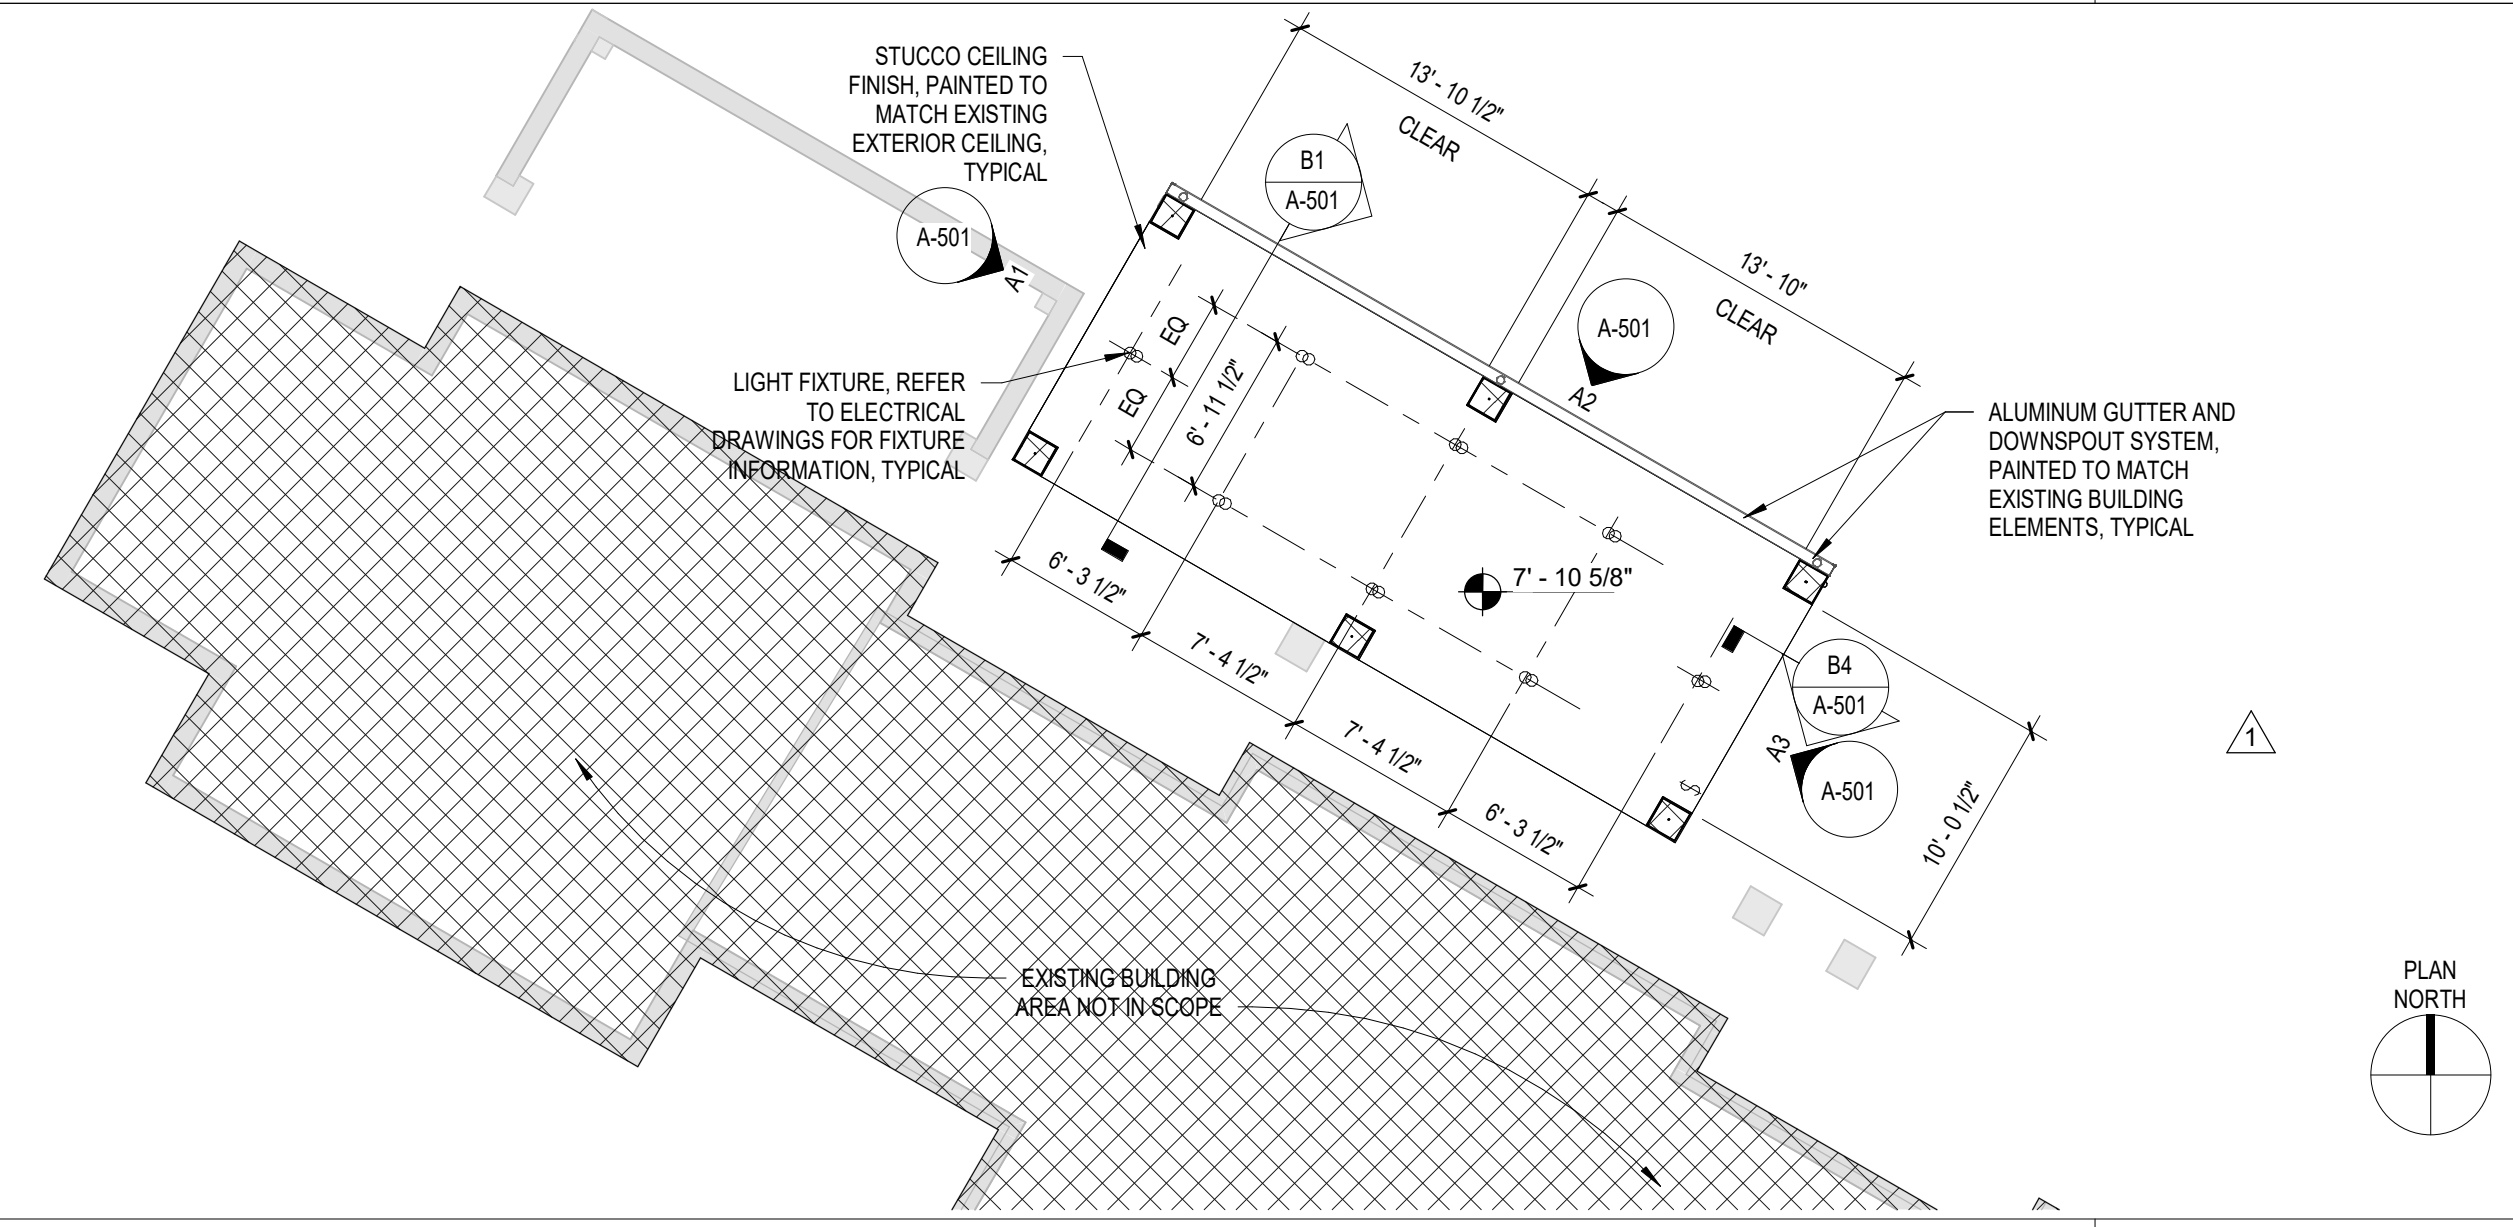 STUCCO CEILING
FINISH, PAINTED TO
MATCH EXISTING
EXTERIOR CEILING,
TYPICAL
A-501
A1
B1
A-501
13' - 10 1/2"
CLEAR
13' - 10"
CLEAR
A-501
A2
LIGHT FIXTURE, REFER
TO ELECTRICAL
DRAWINGS FOR FIXTURE
INFORMATION, TYPICAL
EQ
EQ
6' - 11 1/2"
ALUMINUM GUTTER AND
DOWNSPOUT SYSTEM,
PAINTED TO MATCH
EXISTING BUILDING
ELEMENTS, TYPICAL
7' - 10 5/8"
6' - 3 1/2"
7' - 4 1/2"
7' - 4 1/2"
6' - 3 1/2"
B4
A-501
A3
A-501
$
10' - 0 1/2"
1
EXISTING BUILDING
AREA NOT IN SCOPE
PLAN
NORTH